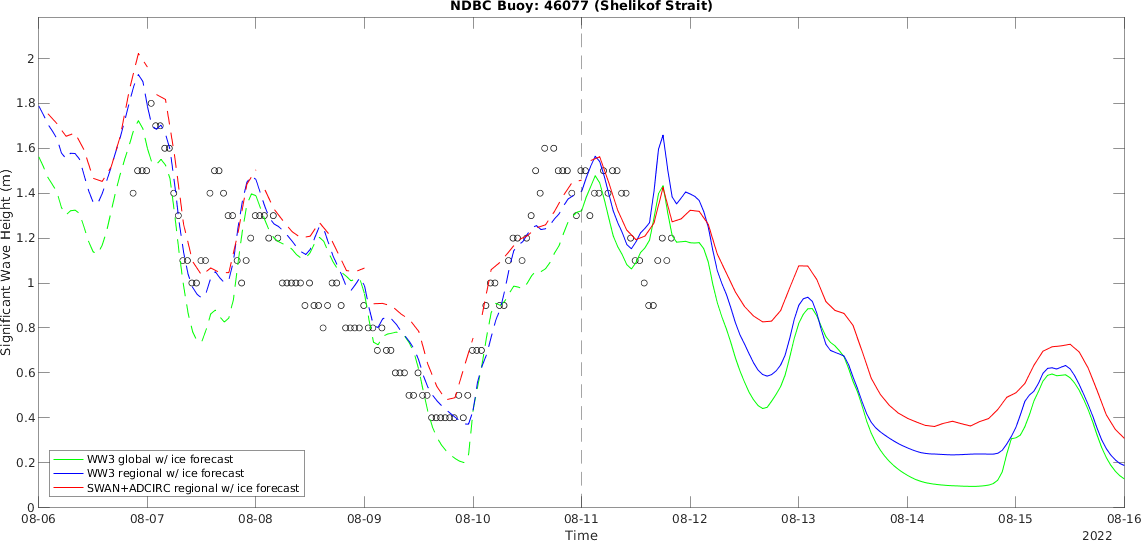 NDBC Buoy: 46077 (Shelikof Strait)
Significant Wave Height (m)
2
1.8
1.6
1.4
1.2
1
0.8
0.6
0.4
0.2
0
WW3 global w/ ice forecast
WW3 regional w/ ice forecast
SWAN+ADCIRC regional w/ ice forecast
08-06 08-07 08-08 08-09 08-10 08-11 08-12 08-13 08-14 08-15 08-16
Time
2022